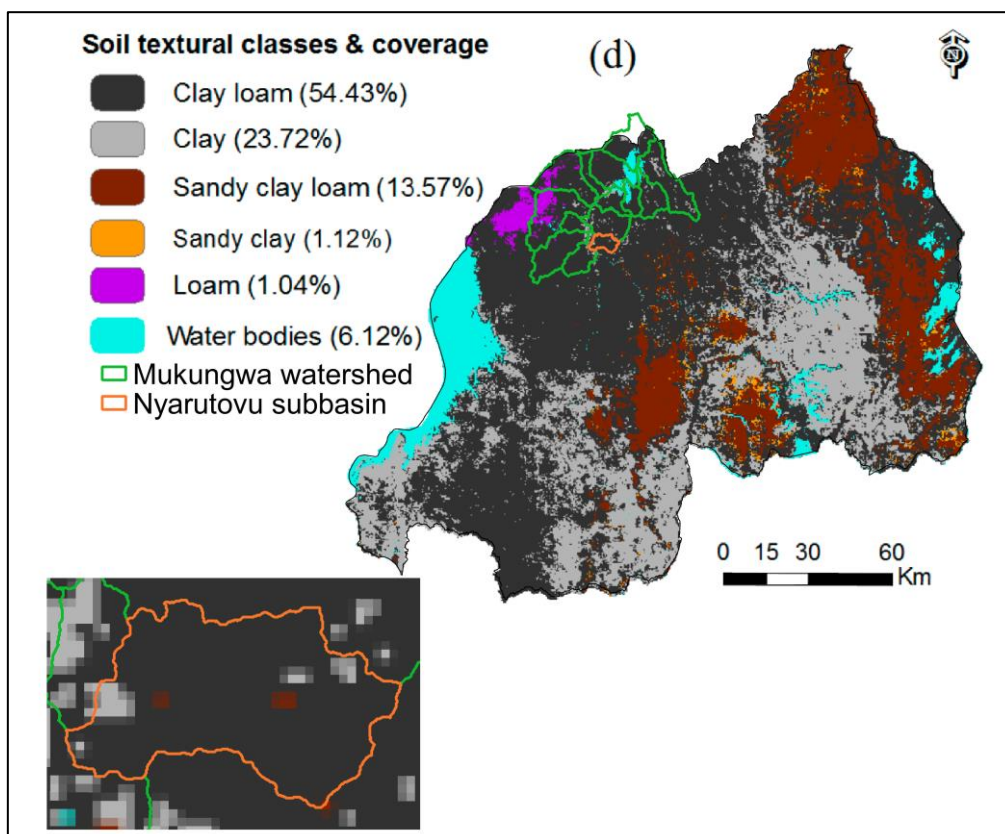 Soil textural classes & coverage
(d)
N
Clay loam (54.43%)
Clay (23.72%)
Sandy clay loam (13.57%)
Sandy clay (1.12%)
Loam (1.04%)
Water bodies (6.12%)
Mukungwa watershed
Nyarutovu subbasin
0 15 30 60
Km